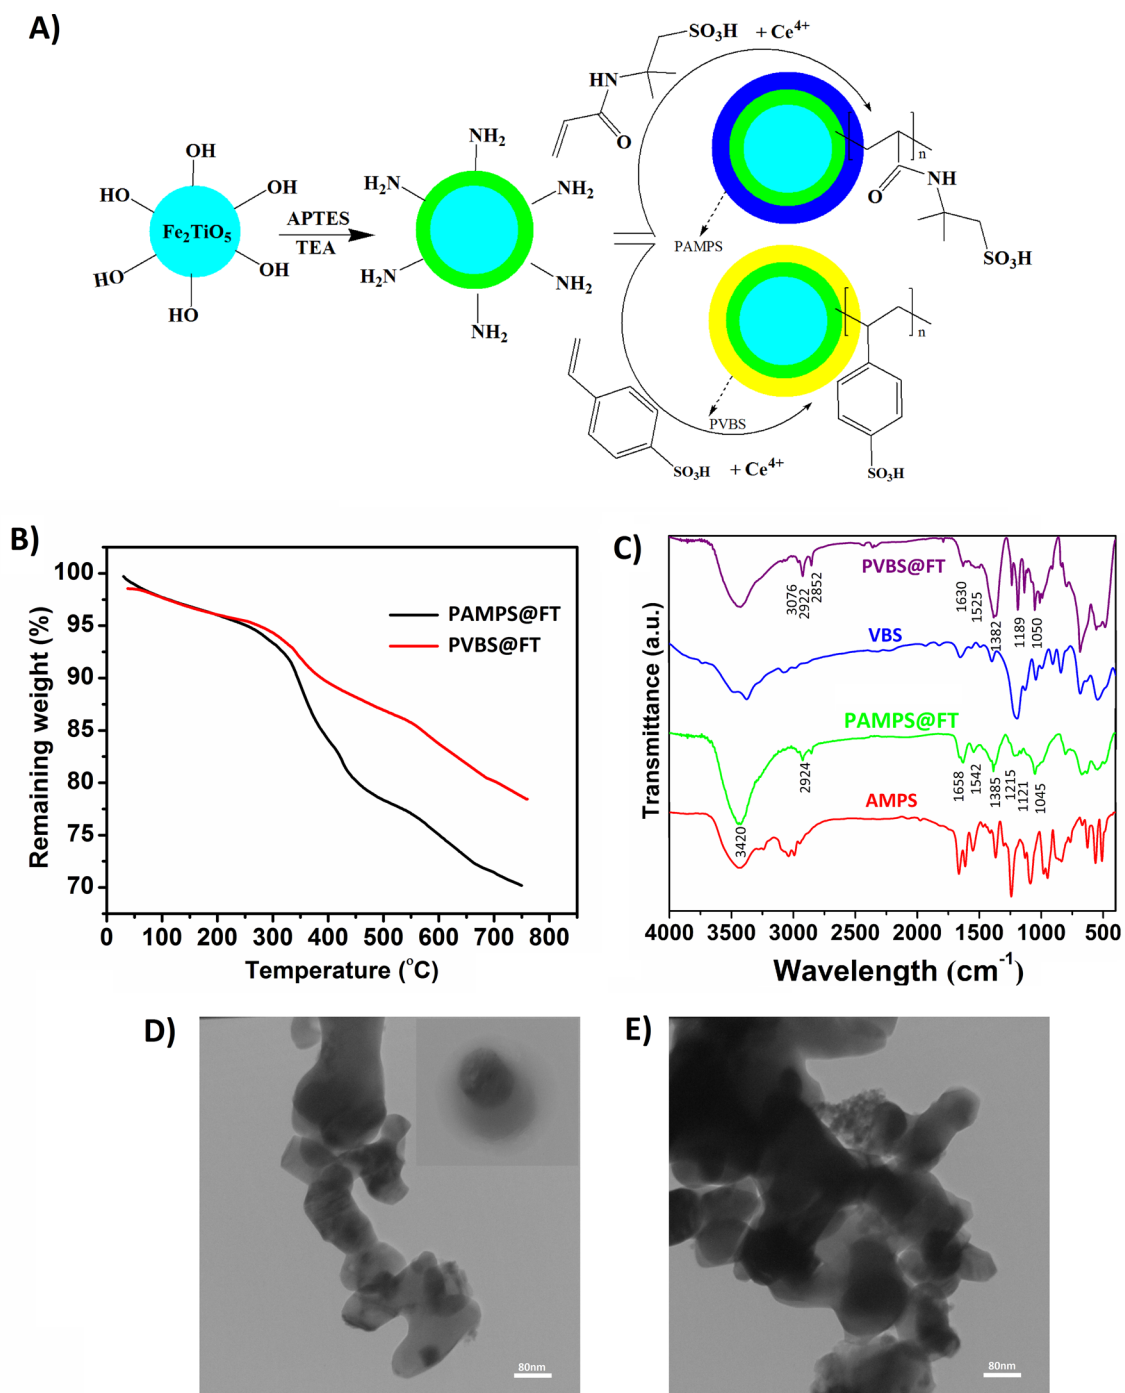 A)
SO₃H + Ce⁴⁺
HN
O
NH₂
OH
HO
OH
H₂N
NH₂
Fe₂TiO₅
APTES
TEA
HO
OH
HO
H₂N
NH₂
NH₂
n
O
NH
SO₃H
PAMPS
n
PVBS
SO₃H + Ce⁴⁺
SO₃H
B)
100
95
90
85
80
75
70
PAMPS@FT
PVBS@FT
Remaining weight (%)
0 100 200 300 400 500 600 700 800
Temperature (°C)
C)
PVBS@FT
3076
2922
2852
1630
1525
1382
1189
1050
VBS
PAMPS@FT
2924
1658
1542
1385
1215
1121
1045
AMPS
3420
Transmittance (a.u.)
4000 3500 3000 2500 2000 1500 1000 500
Wavelength (cm⁻¹)
D)
80nm
E)
80nm